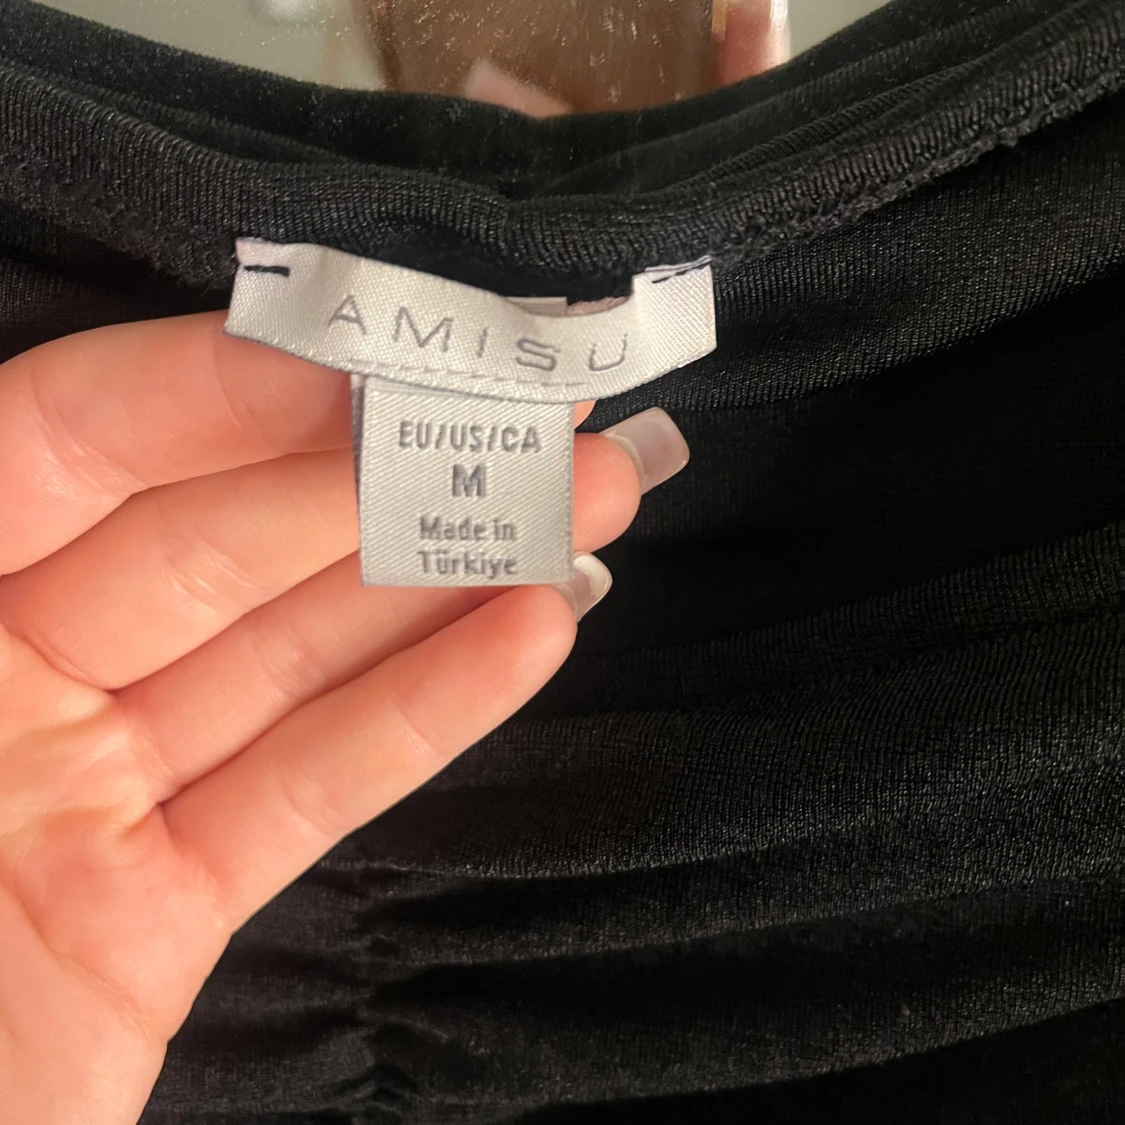 AMISU
EU/US/CA
M
Made in
Türkiye